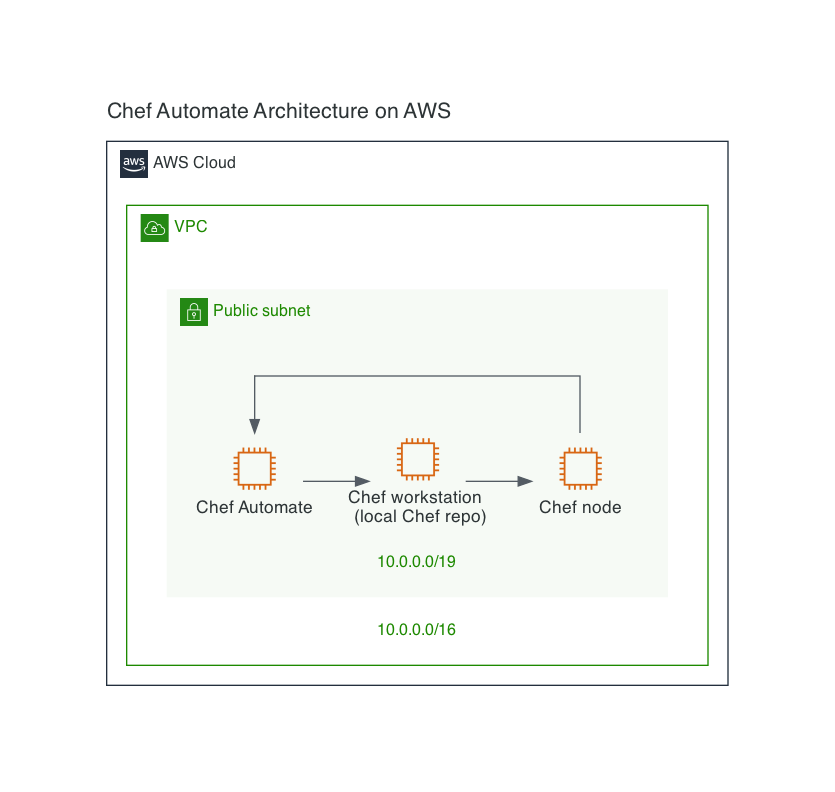 Chef Automate Architecture on AWS
aws
AWS Cloud
VPC
Public subnet
Chef Automate
Chef workstation
(local Chef repo)
Chef node
10.0.0.0/19
10.0.0.0/16